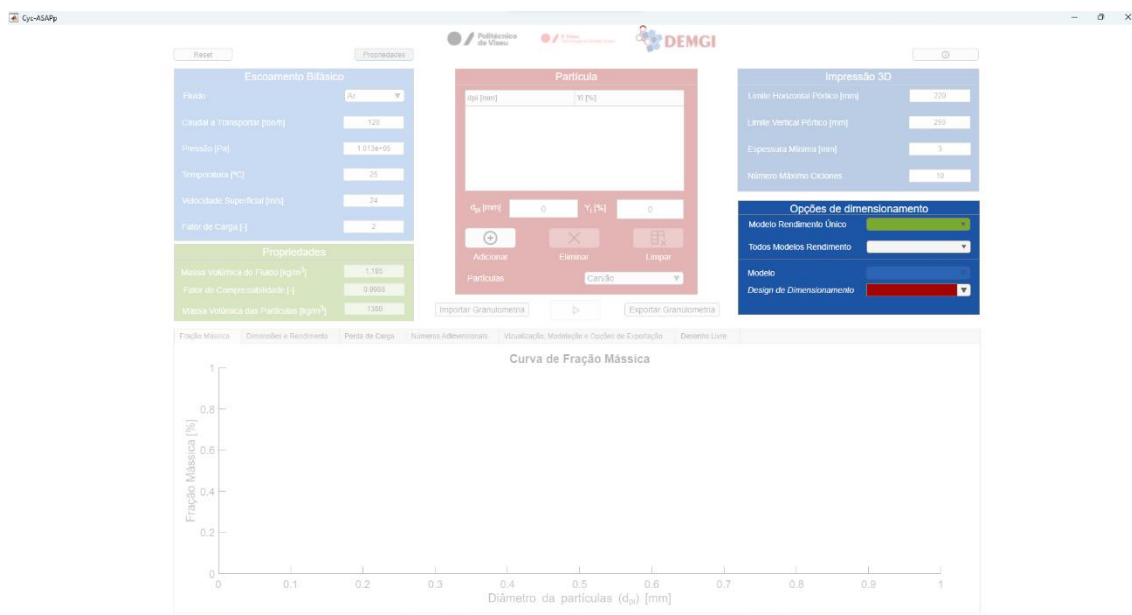 Cyc-ASAPp
Politécnico
de Viseu
DEMGI
Reset
Propriedades
Escoamento Bifásico
Fluido
Ar
Caudal a Transportar [ton/h]
120
Pressão [Pa]
1.013e+05
Temperatura [ºC]
25
Velocidade Superficial [m/s]
24
Fator de Carga [-]
2
Propriedades
Massa Volúmica do Fluido [kg/m³]
1.185
Fator de Compressibilidade [-]
Massa Volúmica das Partículas [kg/m³]
1350
Partícula
dpi [mm]
Yi [%]
dpi [mm]
0
Yi [%]
0
Adicionar
Eliminar
Limpar
Partículas
Carvão
Importar Granulometria
Exportar Granulometria
Impressão 3D
Limite Horizontal Pórtico [mm]
220
Limite Vertical Pórtico [mm]
250
Espessura Mínima [mm]
3
Número Máximo Ciclones
10
Opções de dimensionamento
Modelo Rendimento Único
Todos Modelos Rendimento
Modelo
Design de Dimensionamento
Fração Mássica
Dimensões e Rendimento
Perda de Carga
Números Adimensionais
Vizualização, Modelação e Opções de Exportação
Desenho Livre
Curva de Fração Mássica
Fração Mássica [%]
1
0.8
0.6
0.4
0.2
0
0 0.1 0.2 0.3 0.4 0.5 0.6 0.7 0.8 0.9 1
Diâmetro da partículas (dpi) [mm]